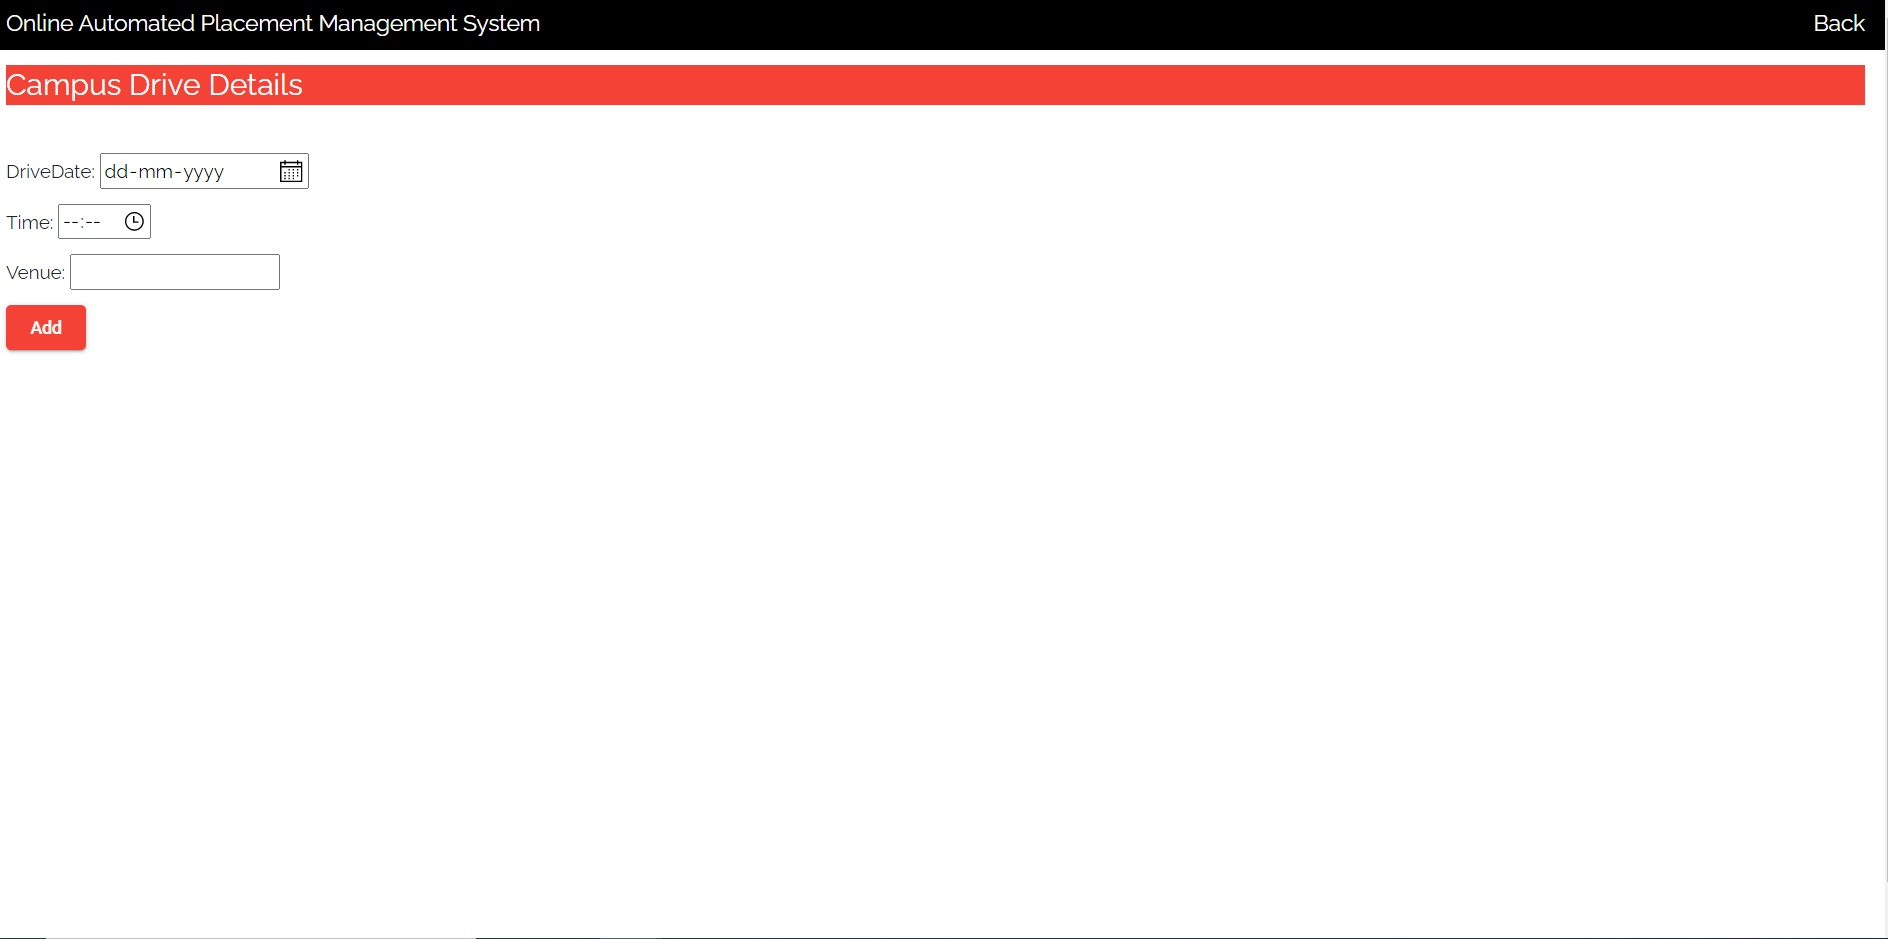 Online Automated Placement Management System Back
Campus Drive Details
DriveDate: dd-mm-yyyy
Time: --:--
Venue:
Add